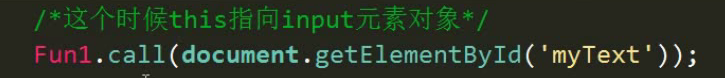 /*这个时候this指向input元素对象*/
Fun1.call(document.getElementById('myText'));